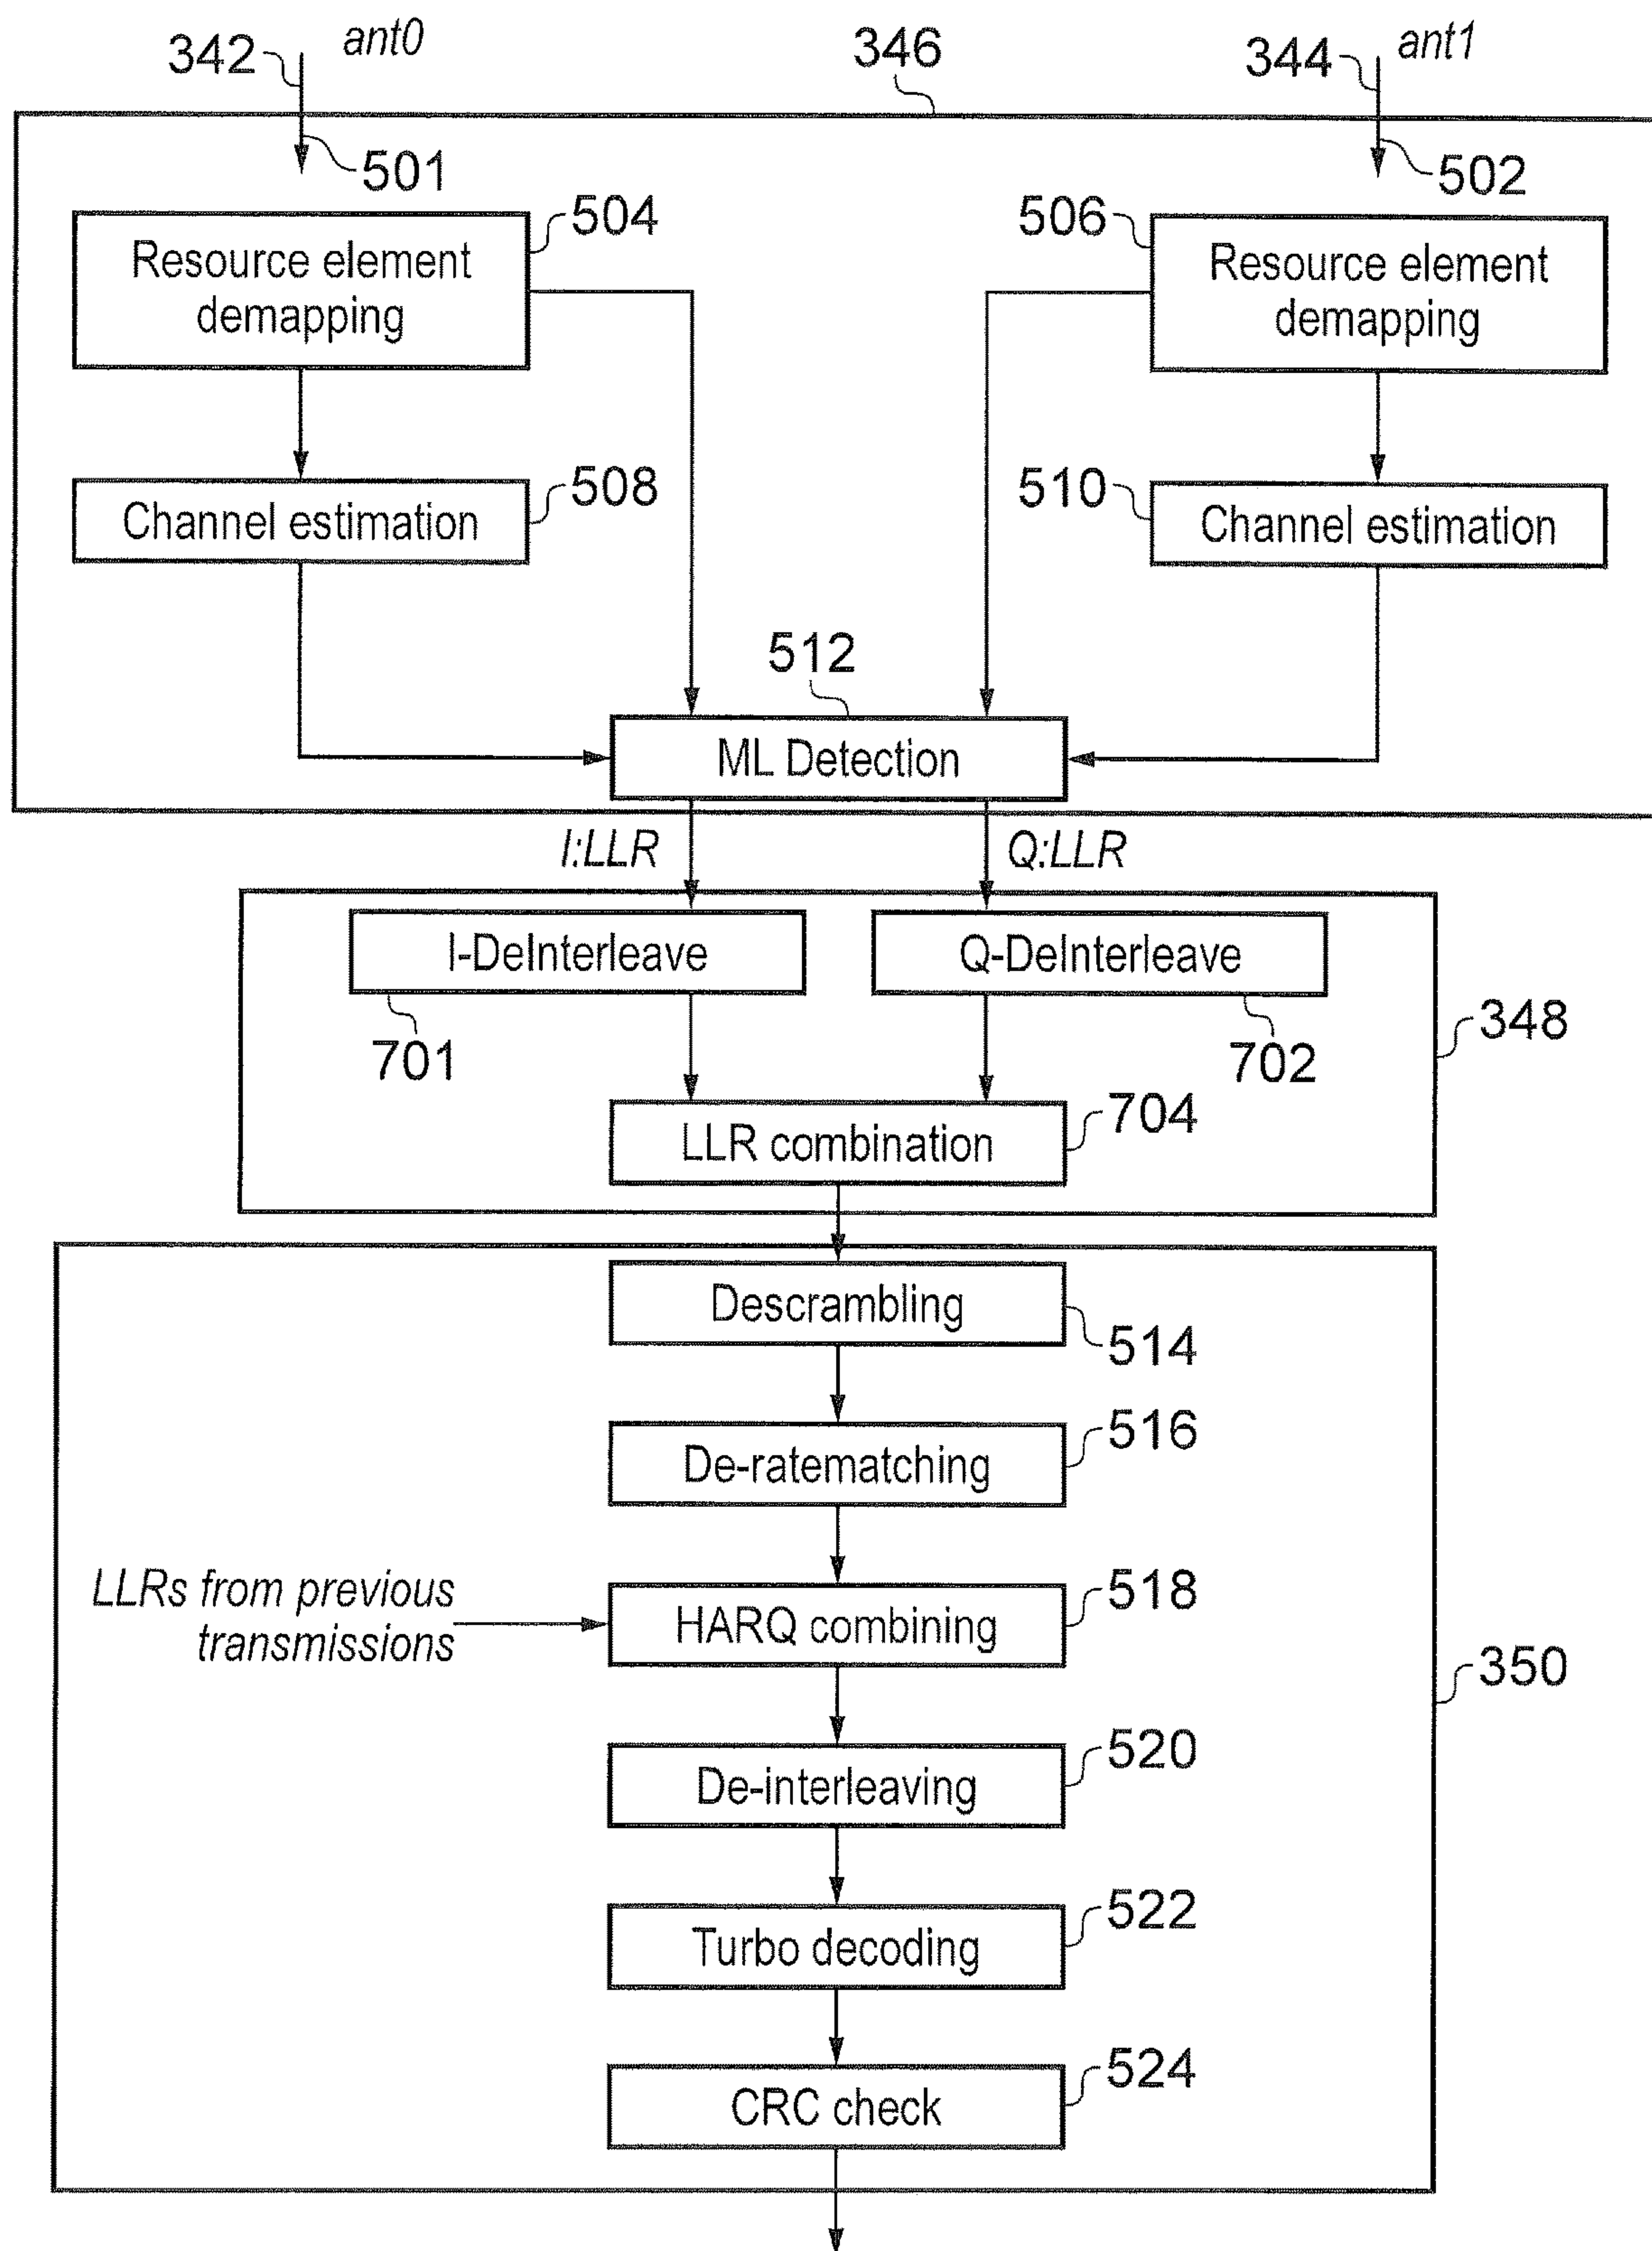 342
ant0
346
344
ant1
501
502
504
506
Resource element
demapping
Resource element
demapping
508
510
Channel estimation
Channel estimation
512
ML Detection
I:LLR
Q:LLR
I-DeInterleave
Q-DeInterleave
348
701
702
704
LLR combination
Descrambling
514
516
De-ratematching
LLRs from previous
transmissions
518
HARQ combining
350
520
De-interleaving
522
Turbo decoding
524
CRC check